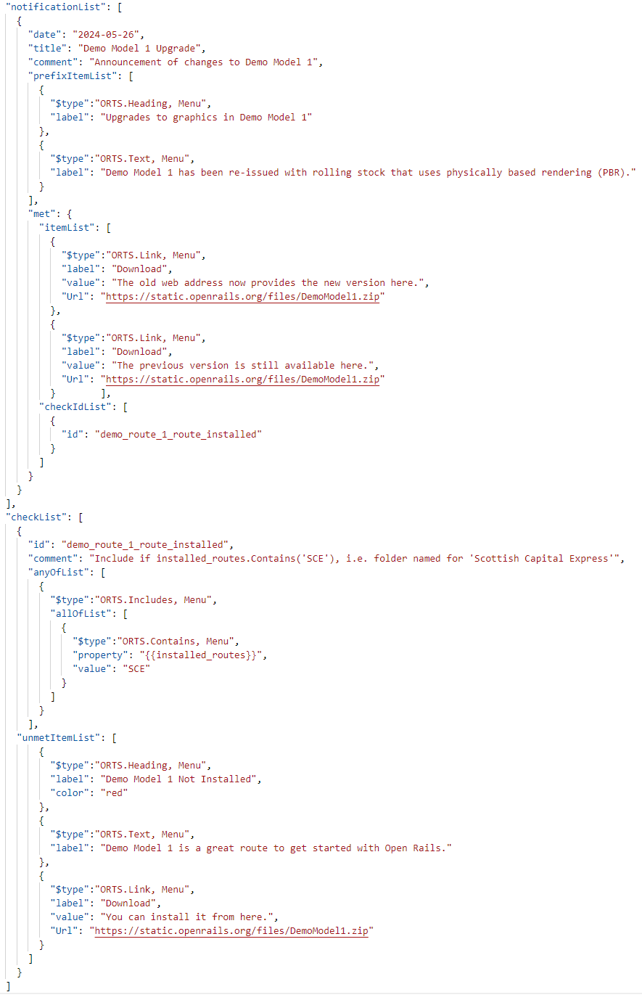 "notificationList": [
{
"date": "2024-05-26",
"title": "Demo Model 1 Upgrade",
"comment": "Announcement of changes to Demo Model 1",
"prefixItemList": [
{
"$type":"ORTS.Heading, Menu",
"label": "Upgrades to graphics in Demo Model 1"
},
{
"$type":"ORTS.Text, Menu",
"label": "Demo Model 1 has been re-issued with rolling stock that uses physically based rendering (PBR)."
}
],
"met": {
"itemList": [
{
"$type":"ORTS.Link, Menu",
"label": "Download",
"value": "The old web address now provides the new version here.",
"Url": "https://static.openrails.org/files/DemoModel1.zip"
},
{
"$type":"ORTS.Link, Menu",
"label": "Download",
"value": "The previous version is still available here.",
"Url": "https://static.openrails.org/files/DemoModel1.zip"
} ],
"checkIdList": [
{
"id": "demo_route_1_route_installed"
}
]
}
}
],
"checkList": [
{
"id": "demo_route_1_route_installed",
"comment": "Include if installed_routes.Contains('SCE'), i.e. folder named for 'Scottish Capital Express'",
"anyOfList": [
{
"$type":"ORTS.Includes, Menu",
"allOfList": [
{
"$type":"ORTS.Contains, Menu",
"property": "{{installed_routes}}",
"value": "SCE"
}
]
}
],
"unmetItemList": [
{
"$type":"ORTS.Heading, Menu",
"label": "Demo Model 1 Not Installed",
"color": "red"
},
{
"$type":"ORTS.Text, Menu",
"label": "Demo Model 1 is a great route to get started with Open Rails."
},
{
"$type":"ORTS.Link, Menu",
"label": "Download",
"value": "You can install it from here.",
"Url": "https://static.openrails.org/files/DemoModel1.zip"
}
]
}
]